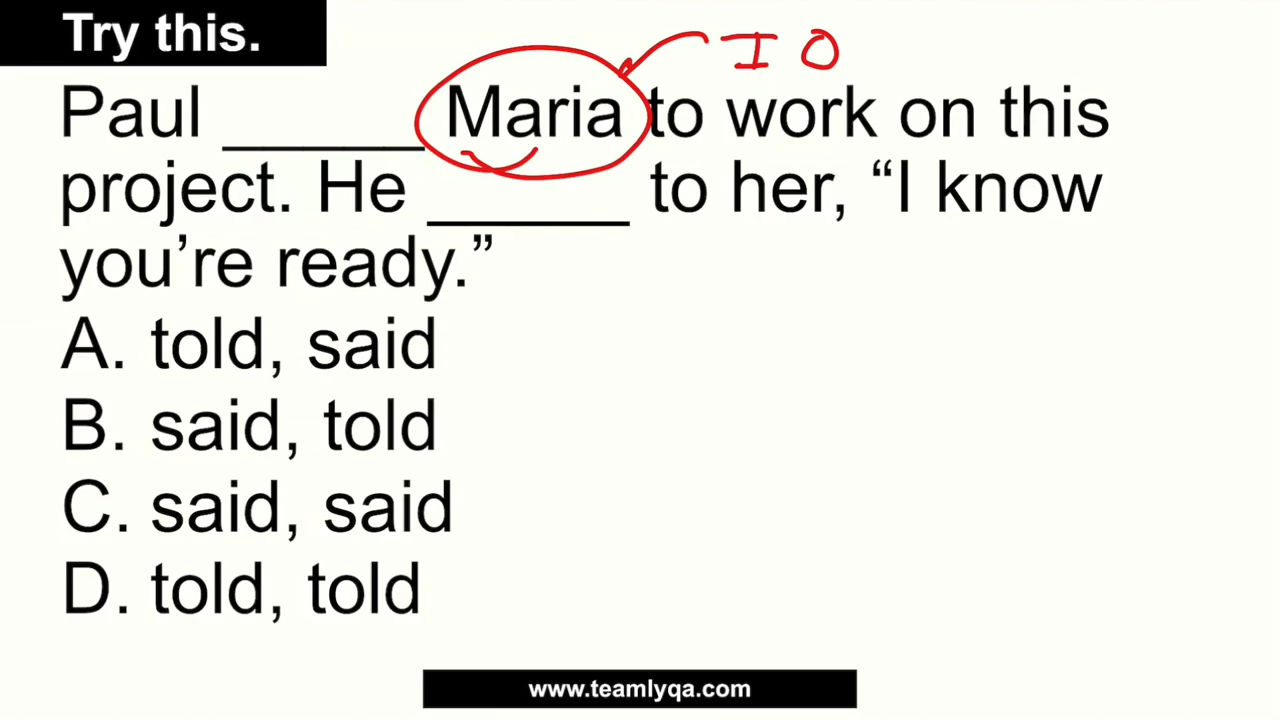 Try this.
I O
Paul ______ Maria to work on this
project. He ______ to her, “I know
you’re ready.”
A. told, said
B. said, told
C. said, said
D. told, told
www.teamlyqa.com